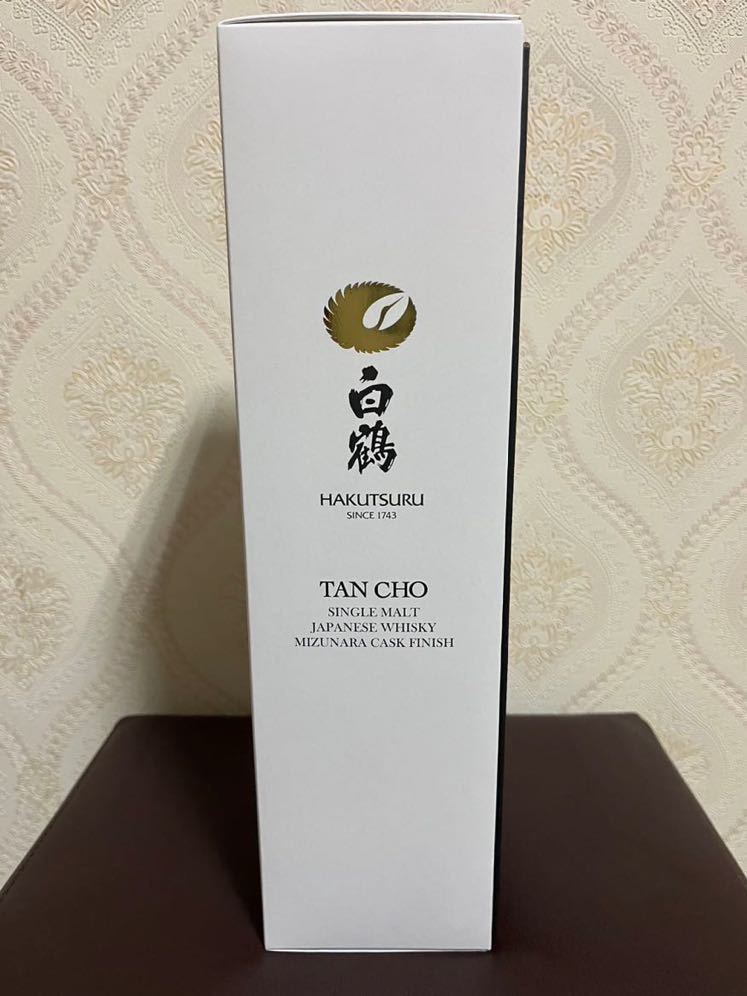 白鶴
HAKUTSURU
SINCE 1743
TAN CHO
SINGLE MALT
JAPANESE WHISKY
MIZUNARA CASK FINISH